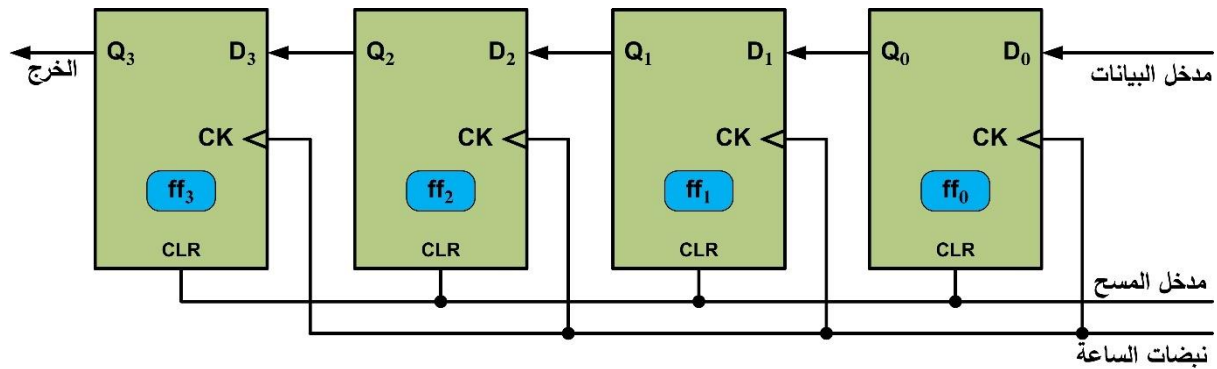 Q₃ D₃ Q₂ D₂ Q₁ D₁ Q₀ D₀
الخرج
مدخل البيانات
CK CK CK CK
ff₃ ff₂ ff₁ ff₀
CLR CLR CLR CLR
مدخل المسح
نبضات الساعة